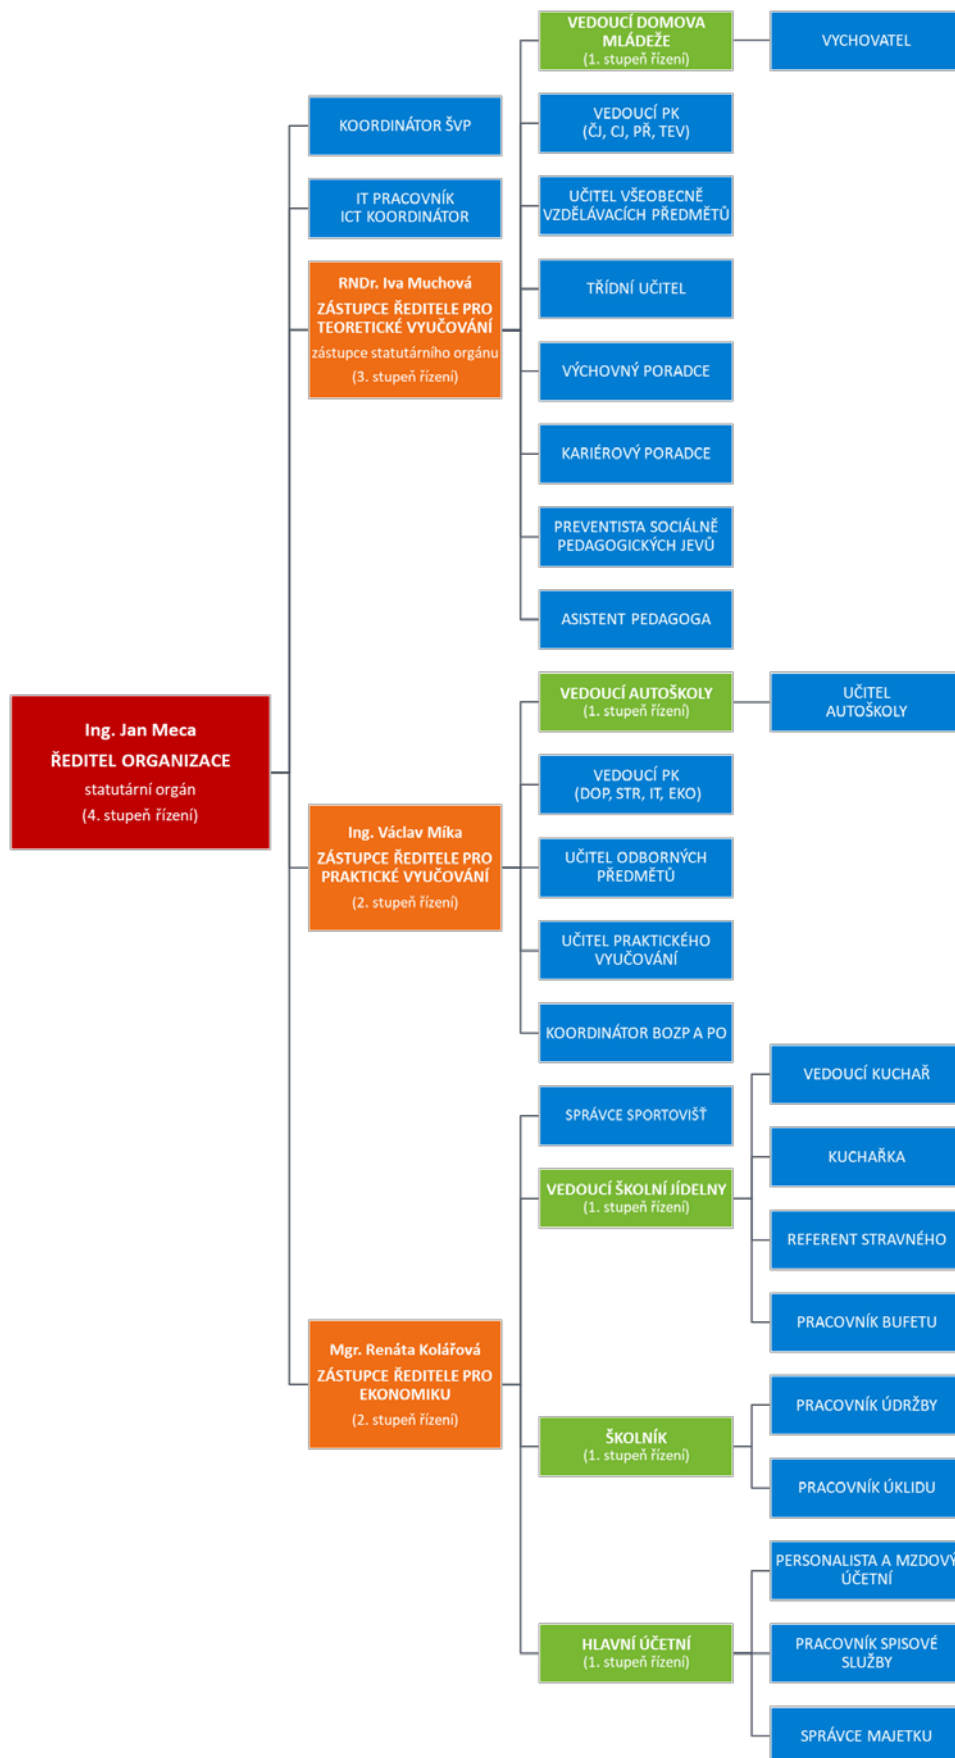 VEDOUCÍ DOMOVA
MLÁDEŽE
(1. stupeň řízení)
VYCHOVATEL
KOORDINÁTOR ŠVP
VEDOUCÍ PK
(ČJ, CJ, PŘ, TEV)
IT PRACOVNÍK
ICT KOORDINÁTOR
UČITEL VŠEOBECNĚ
VZDĚLÁVACÍCH PŘEDMĚTŮ
RNDr. Iva Muchová
ZÁSTUPCE ŘEDITELE PRO
TEORETICKÉ VYUČOVÁNÍ
zástupce statutárního orgánu
(3. stupeň řízení)
TŘÍDNÍ UČITEL
VÝCHOVNÝ PORADCE
KARIÉROVÝ PORADCE
PREVENTISTA SOCIÁLNĚ
PEDAGOGICKÝCH JEVŮ
ASISTENT PEDAGOGA
Ing. Jan Meca
ŘEDITEL ORGANIZACE
statutární orgán
(4. stupeň řízení)
VEDOUCÍ AUTOŠKOLY
(1. stupeň řízení)
UČITEL
AUTOŠKOLY
VEDOUCÍ PK
(DOP, STR, IT, EKO)
Ing. Václav Míka
ZÁSTUPCE ŘEDITELE PRO
PRAKTICKÉ VYUČOVÁNÍ
(2. stupeň řízení)
UČITEL ODBORNÝCH
PŘEDMĚTŮ
UČITEL PRAKTICKÉHO
VYUČOVÁNÍ
KOORDINÁTOR BOZP A PO
SPRÁVCE SPORTOVIŠŤ
VEDOUCÍ ŠKOLNÍ JÍDELNY
(1. stupeň řízení)
VEDOUCÍ KUCHAŘ
KUCHAŘKA
REFERENT STRAVNÉHO
PRACOVNÍK BUFETU
Mgr. Renáta Kolářová
ZÁSTUPCE ŘEDITELE PRO
EKONOMIKU
(2. stupeň řízení)
ŠKOLNÍK
(1. stupeň řízení)
PRACOVNÍK ÚDRŽBY
PRACOVNÍK ÚKLIDU
HLAVNÍ ÚČETNÍ
(1. stupeň řízení)
PERSONALISTA A MZDOVÝ
ÚČETNÍ
PRACOVNÍK SPISOVÉ
SLUŽBY
SPRÁVCE MAJETKU